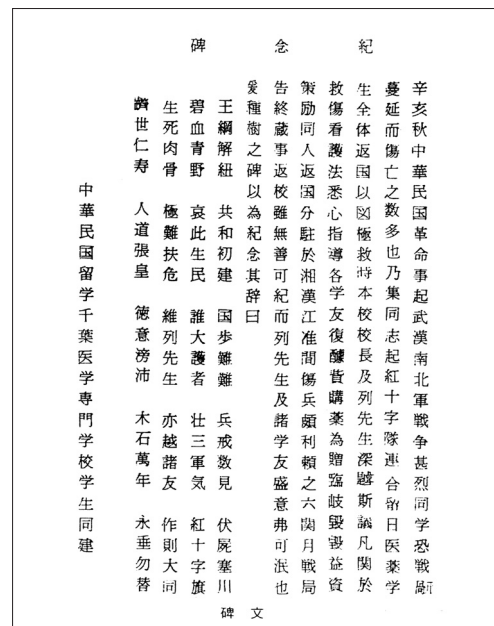 紀念碑
辛亥秋中華民国革命事起武漢南北軍戦争甚烈同学恐戦局
蔓延而傷亡之数多也乃集同志起紅十字隊連合留日医薬学
生全体返国以図極救時本校校長及列先生深越斯議凡関於
救傷看護法悉心指導各学友復醵貲購薬為贈臨岐毀毀益資
策励同人返国分駐於湘漢江准間傷兵頗利頼之六関月戦局
告終蔵事返校雖無善可紀而列先生及諸学友盛意弗可泯也
爰種樹之碑以為紀念其辞曰
王綱解紐 共和初建 国歩難難 兵戒数見 伏屍塞川
碧血青野 哀此生民 誰大護者 壮三軍気 紅十字旗
生死肉骨 極難扶危 維列先生 亦越諸友 作則大同
濟世仁寿 人道張皇 徳意滂沛 木石萬年 永垂勿替
中華民国留学千葉医学専門学校学生同建
碑文